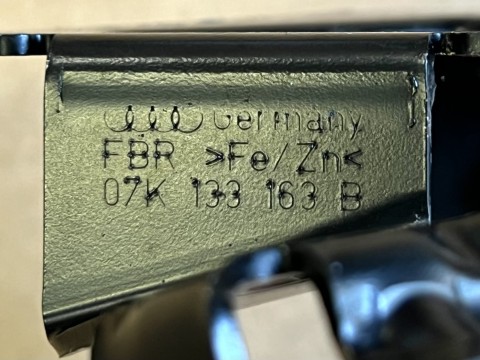 Germany
FBR >Fe/Zn<
07K 133 163 B